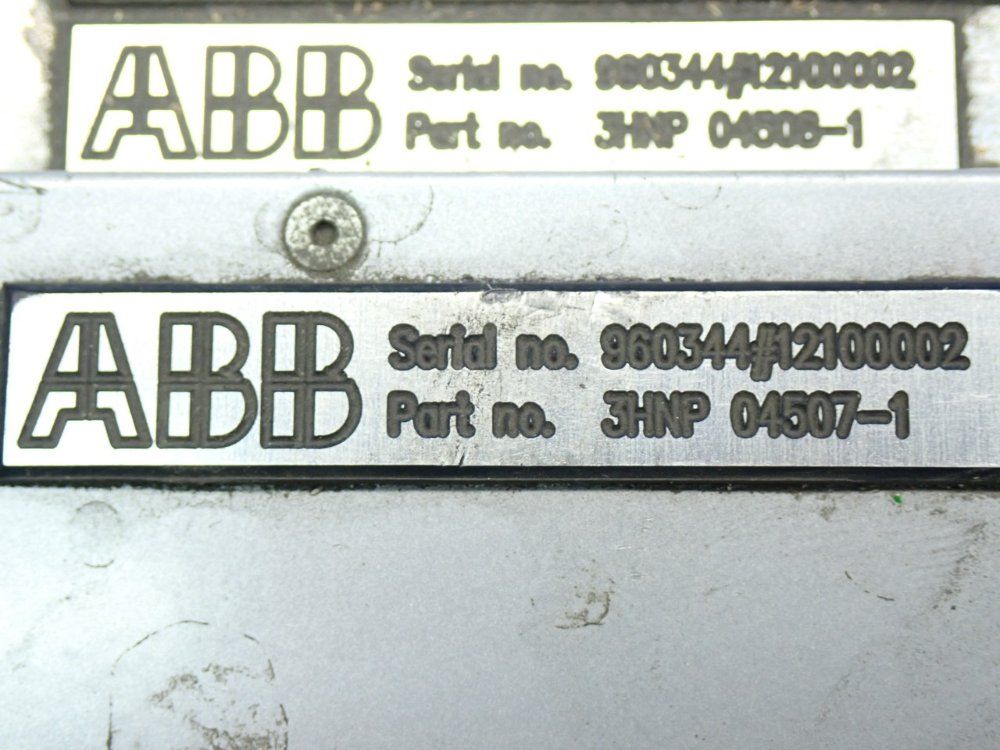 ABB
Serial no. 960344#12100002
Part no. 3HNP 04506-1
ABB
Serial no. 960344#12100002
Part no. 3HNP 04507-1